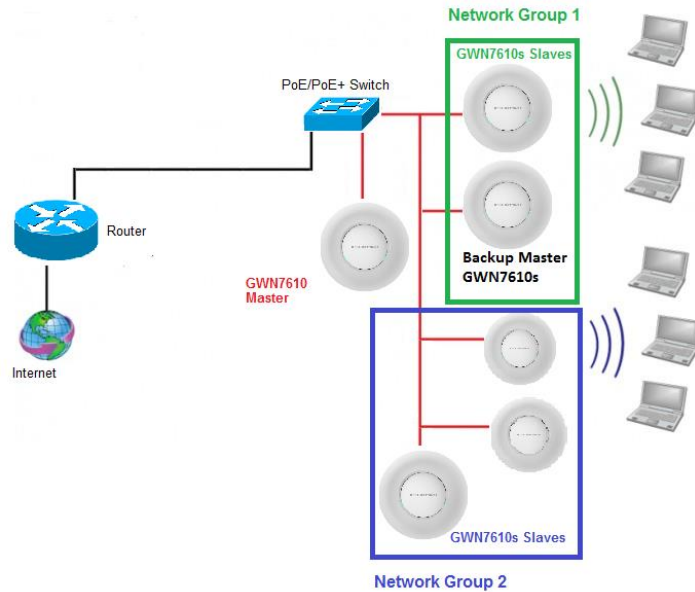 Network Group 1
GWN7610s Slaves
PoE/PoE+ Switch
Router
GWN7610
Master
Backup Master
GWN7610s
Internet
GWN7610s Slaves
Network Group 2